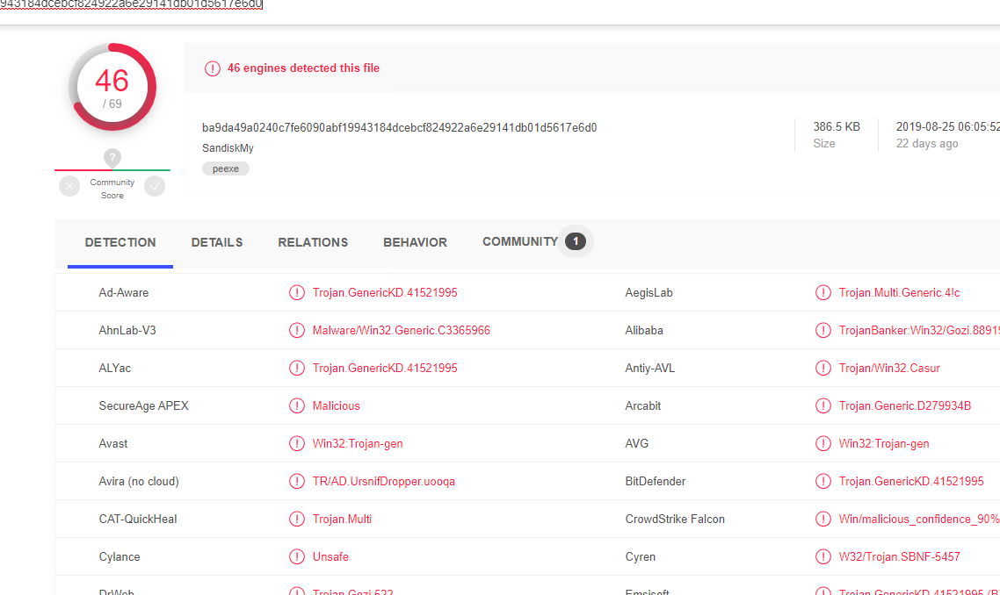 943184dcebcf824922a6e29141db01d5617e6d0
46
/ 69
46 engines detected this file
ba9da49a0240c7fe6090abf19943184dcebcf824922a6e29141db01d5617e6d0
SandiskMy
peexe
386.5 KB
Size
2019-08-25 06:05:52
22 days ago
?
Community
Score
DETECTION DETAILS RELATIONS BEHAVIOR COMMUNITY 1
Ad-Aware Trojan.GenericKD.41521995 AegisLab Trojan.Multi.Generic.4!c
AhnLab-V3 Malware/Win32.Generic.C3365966 Alibaba TrojanBanker:Win32/Gozi.88919
ALYac Trojan.GenericKD.41521995 Antiy-AVL Trojan/Win32.Casur
SecureAge APEX Malicious Arcabit Trojan.Generic.D279934B
Avast Win32:Trojan-gen AVG Win32:Trojan-gen
Avira (no cloud) TR/AD.UrsnifDropper.uooqa BitDefender Trojan.GenericKD.41521995
CAT-QuickHeal Trojan.Multi CrowdStrike Falcon Win/malicious_confidence_90%
Cylance Unsafe Cyren W32/Trojan.SBNF-5457
DrWeb Trojan.Gozi.522 Emsisoft Trojan.GenericKD.41521995 (B